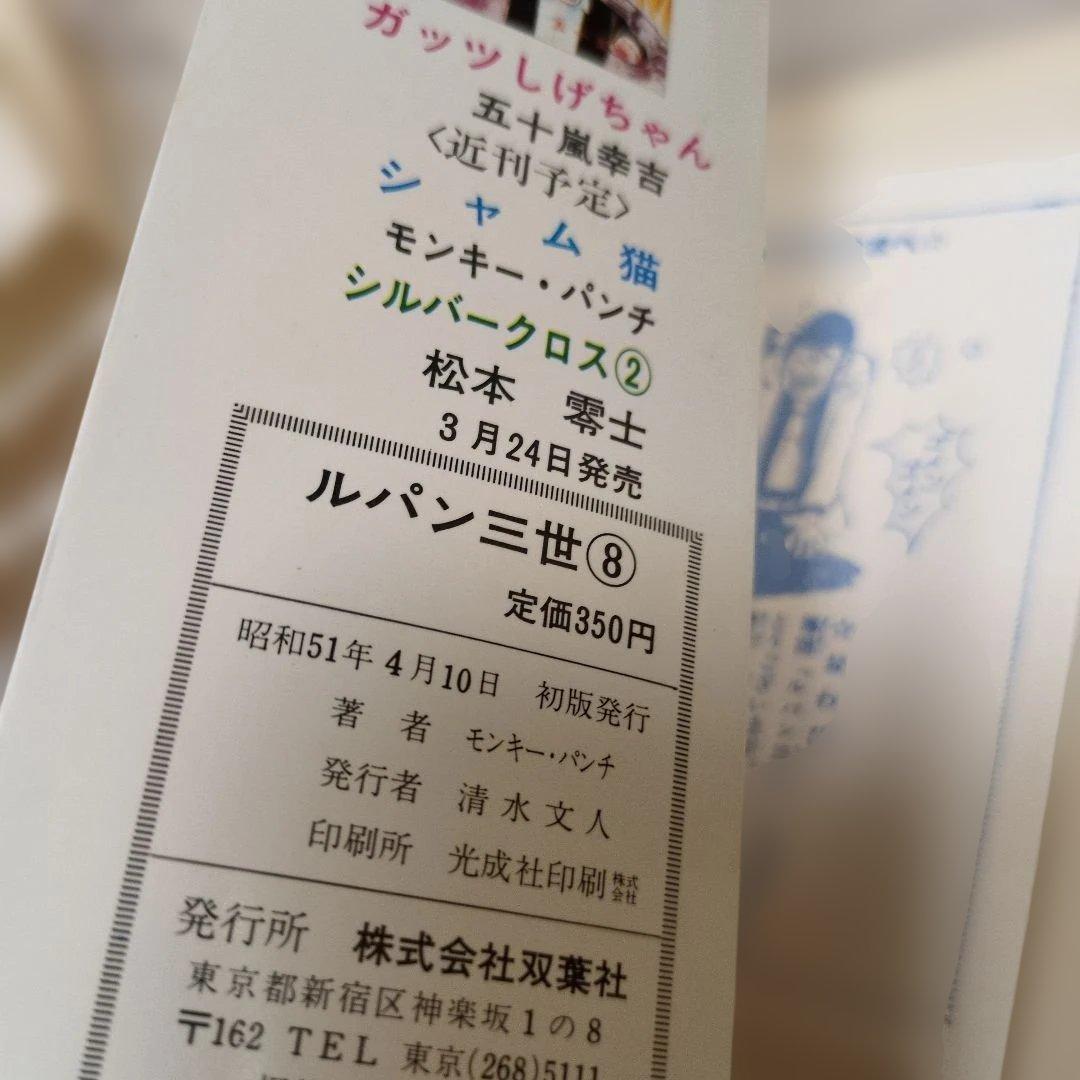 ガッツしげちゃん
五十嵐幸吉
〈近刊予定〉
シャム猫
モンキー・パンチ
シルバークロス②
松本 零士
3月24日発売
ルパン三世⑧
定価350円
昭和51年4月10日 初版発行
著 者 モンキー・パンチ
発行者 清水文人
印刷所 光成社印刷株式会社
発行所 株式会社双葉社
東京都新宿区神楽坂1の8
〒162 TEL 東京(268)5111